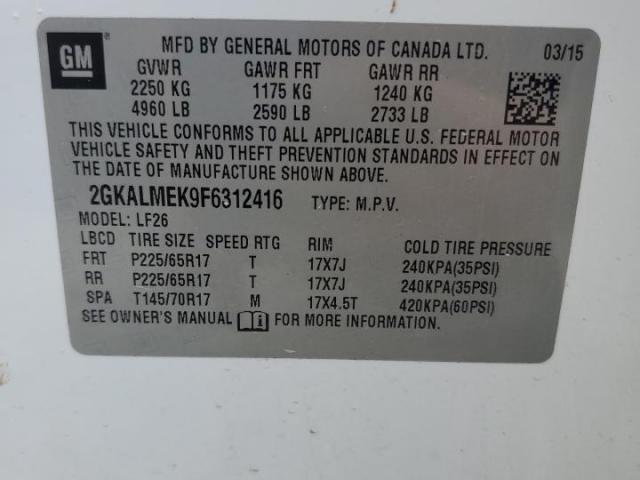 GM
MFD BY GENERAL MOTORS OF CANADA LTD. 03/15
GVWR GAWR FRT GAWR RR
2250 KG 1175 KG 1240 KG
4960 LB 2590 LB 2733 LB
THIS VEHICLE CONFORMS TO ALL APPLICABLE U.S. FEDERAL MOTOR
VEHICLE SAFETY AND THEFT PREVENTION STANDARDS IN EFFECT ON
THE DATE OF MANUFACTURE SHOWN ABOVE.
2GKALMEK9F6312416 TYPE: M.P.V.
MODEL: LF26
LBCD TIRE SIZE SPEED RTG RIM COLD TIRE PRESSURE
FRT P225/65R17 T 17X7J 240KPA(35PSI)
RR P225/65R17 T 17X7J 240KPA(35PSI)
SPA T145/70R17 M 17X4.5T 420KPA(60PSI)
SEE OWNER'S MANUAL FOR MORE INFORMATION.